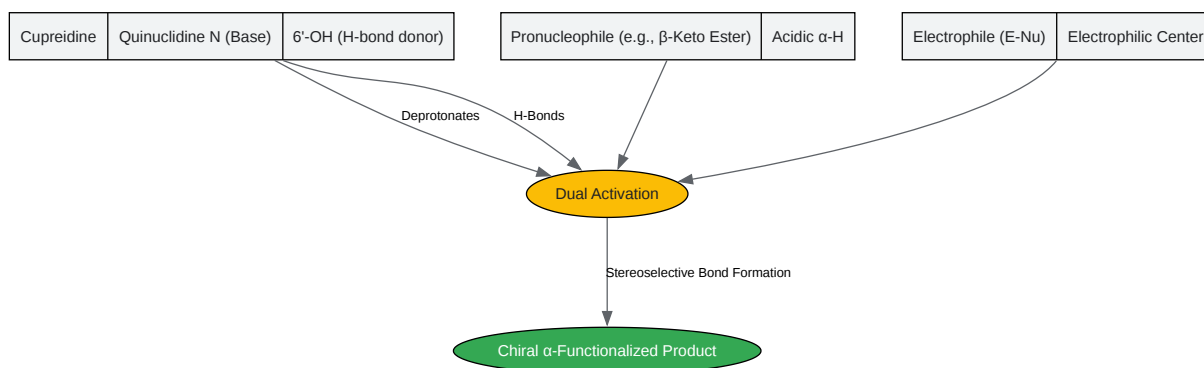 Cupreidine
Quinuclidine N (Base)
6'-OH (H-bond donor)
Pronucleophile (e.g., β-Keto Ester)
Acidic α-H
Electrophile (E-Nu)
Electrophilic Center
Deprotonates
H-Bonds
Dual Activation
Stereoselective Bond Formation
Chiral α-Functionalized Product